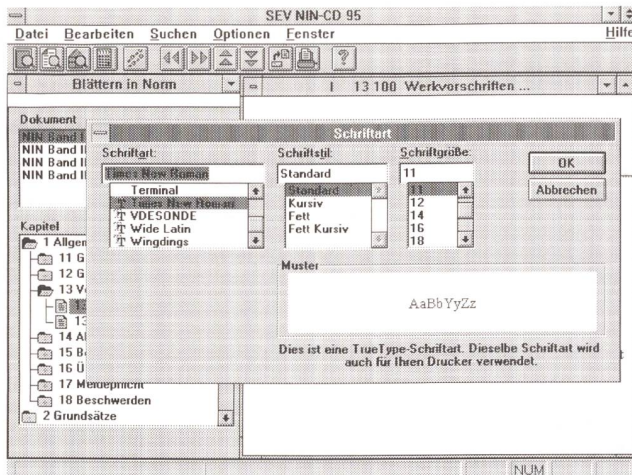 SEV NIN-CD 95
Datei Bearbeiten Suchen Optionen Fenster Hilfe
?
Blättern in Norm
I 13 100 Werkvorschriften ...
Dokument
NIN Band I
NIN Band II
NIN Band II
NIN Band II
Kapitel
1 Allgem
11 G
12 G
13 V
13
14 Al
15 B
16 Ü
17 Meldepflicht
18 Beschwerden
2 Grundsätze
Schriftart
Schriftart:
Times New Roman
Terminal
Times New Roman
VDESONDE
Wide Latin
Wingdings
Schriftstil:
Standard
Standard
Kursiv
Fett
Fett Kursiv
Schriftgröße:
11
11
12
14
16
18
OK
Abbrechen
Muster
AaBbYyZz
Dies ist eine TrueType-Schriftart. Dieselbe Schriftart wird
auch für Ihren Drucker verwendet.
NUM